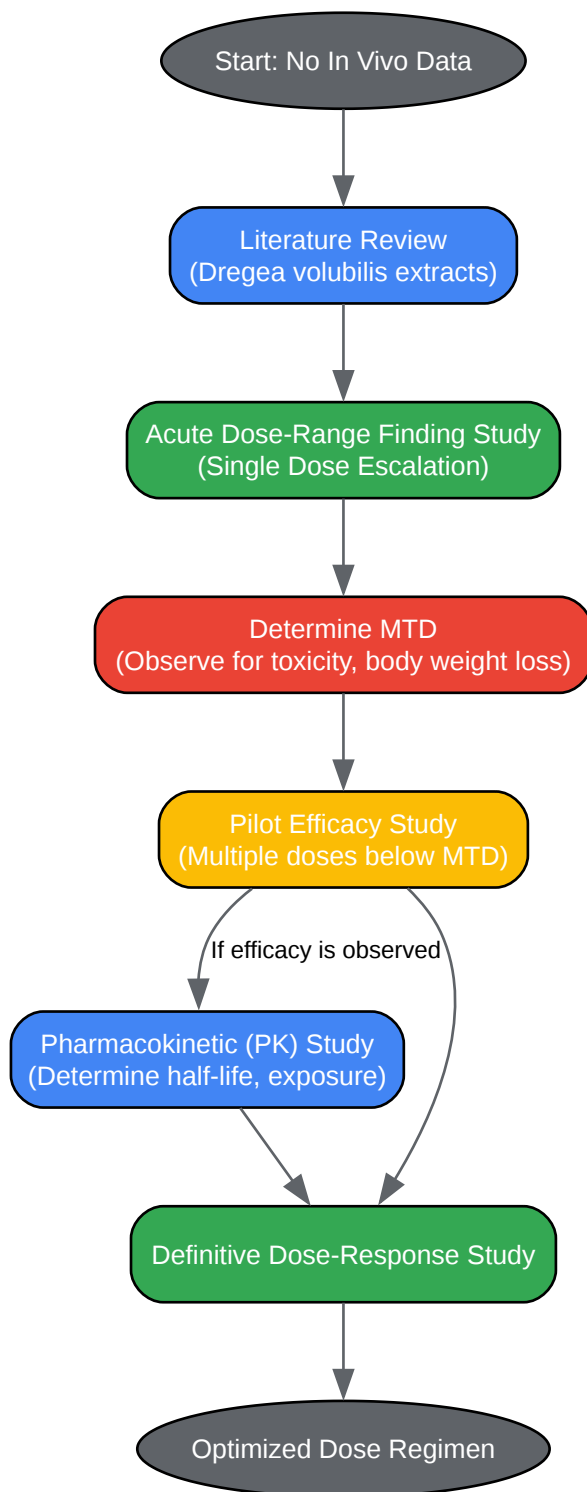 Start: No In Vivo Data
Literature Review
(Dregea volubilis extracts)
Acute Dose-Range Finding Study
(Single Dose Escalation)
Determine MTD
(Observe for toxicity, body weight loss)
Pilot Efficacy Study
(Multiple doses below MTD)
If efficacy is observed
Pharmacokinetic (PK) Study
(Determine half-life, exposure)
Definitive Dose-Response Study
Optimized Dose Regimen